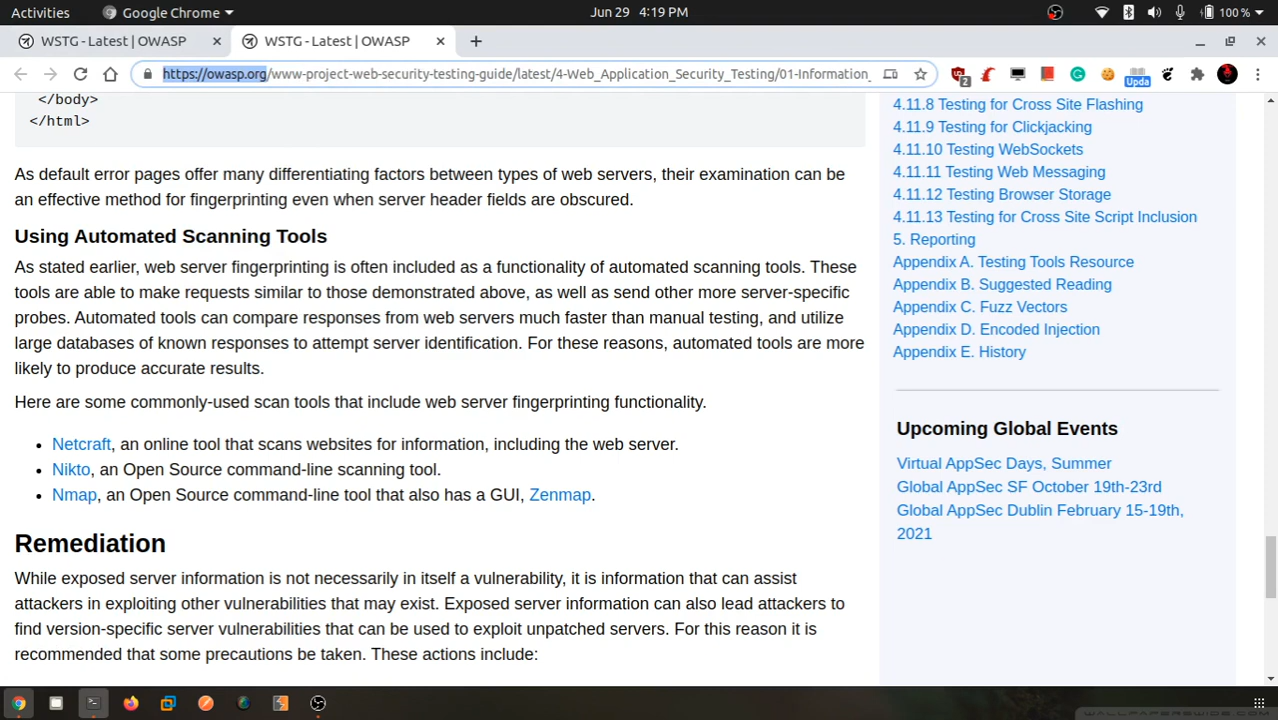 Activities
Google Chrome
Jun 29 4:19 PM
100 %
WSTG - Latest | OWASP
WSTG - Latest | OWASP
https://owasp.org/www-project-web-security-testing-guide/latest/4-Web_Application_Security_Testing/01-Information_
2
Upda
</body>
</html>
As default error pages offer many differentiating factors between types of web servers, their examination can be
an effective method for fingerprinting even when server header fields are obscured.
Using Automated Scanning Tools
As stated earlier, web server fingerprinting is often included as a functionality of automated scanning tools. These
tools are able to make requests similar to those demonstrated above, as well as send other more server-specific
probes. Automated tools can compare responses from web servers much faster than manual testing, and utilize
large databases of known responses to attempt server identification. For these reasons, automated tools are more
likely to produce accurate results.
Here are some commonly-used scan tools that include web server fingerprinting functionality.
• Netcraft, an online tool that scans websites for information, including the web server.
• Nikto, an Open Source command-line scanning tool.
• Nmap, an Open Source command-line tool that also has a GUI, Zenmap.
Remediation
While exposed server information is not necessarily in itself a vulnerability, it is information that can assist
attackers in exploiting other vulnerabilities that may exist. Exposed server information can also lead attackers to
find version-specific server vulnerabilities that can be used to exploit unpatched servers. For this reason it is
recommended that some precautions be taken. These actions include:
4.11.8 Testing for Cross Site Flashing
4.11.9 Testing for Clickjacking
4.11.10 Testing WebSockets
4.11.11 Testing Web Messaging
4.11.12 Testing Browser Storage
4.11.13 Testing for Cross Site Script Inclusion
5. Reporting
Appendix A. Testing Tools Resource
Appendix B. Suggested Reading
Appendix C. Fuzz Vectors
Appendix D. Encoded Injection
Appendix E. History
Upcoming Global Events
Virtual AppSec Days, Summer
Global AppSec SF October 19th-23rd
Global AppSec Dublin February 15-19th,
2021